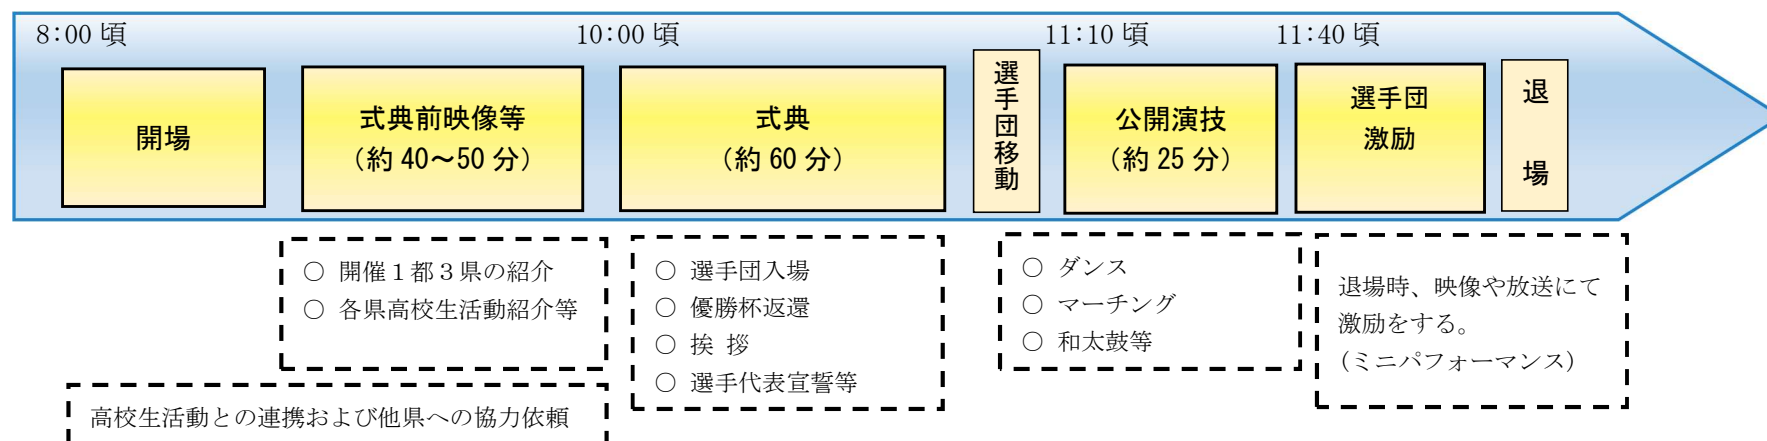 8:00 頃
10:00 頃
11:10 頃
11:40 頃
開場
式典前映像等
（約 40～50 分）
式典
（約 60 分）
選手団移動
公開演技
（約 25 分）
選手団
激励
退場
○ 開催１都３県の紹介
○ 各県高校生活動紹介等
○ 選手団入場
○ 優勝杯返還
○ 挨 拶
○ 選手代表宣誓等
○ ダンス
○ マーチング
○ 和太鼓等
退場時、映像や放送にて
激励をする。
（ミニパフォーマンス）
高校生活動との連携および他県への協力依頼